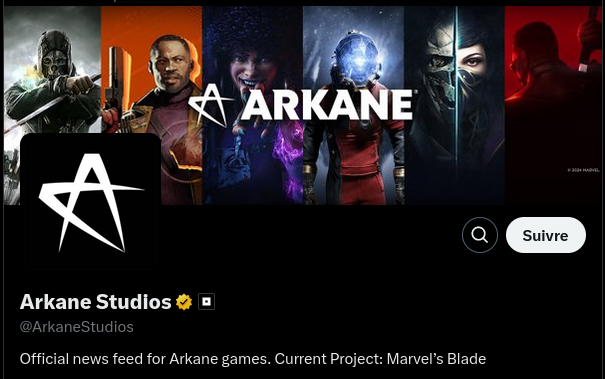 ARKANE
© 2024 MARVEL
Suivre
Arkane Studios
@ArkaneStudios
Official news feed for Arkane games. Current Project: Marvel’s Blade